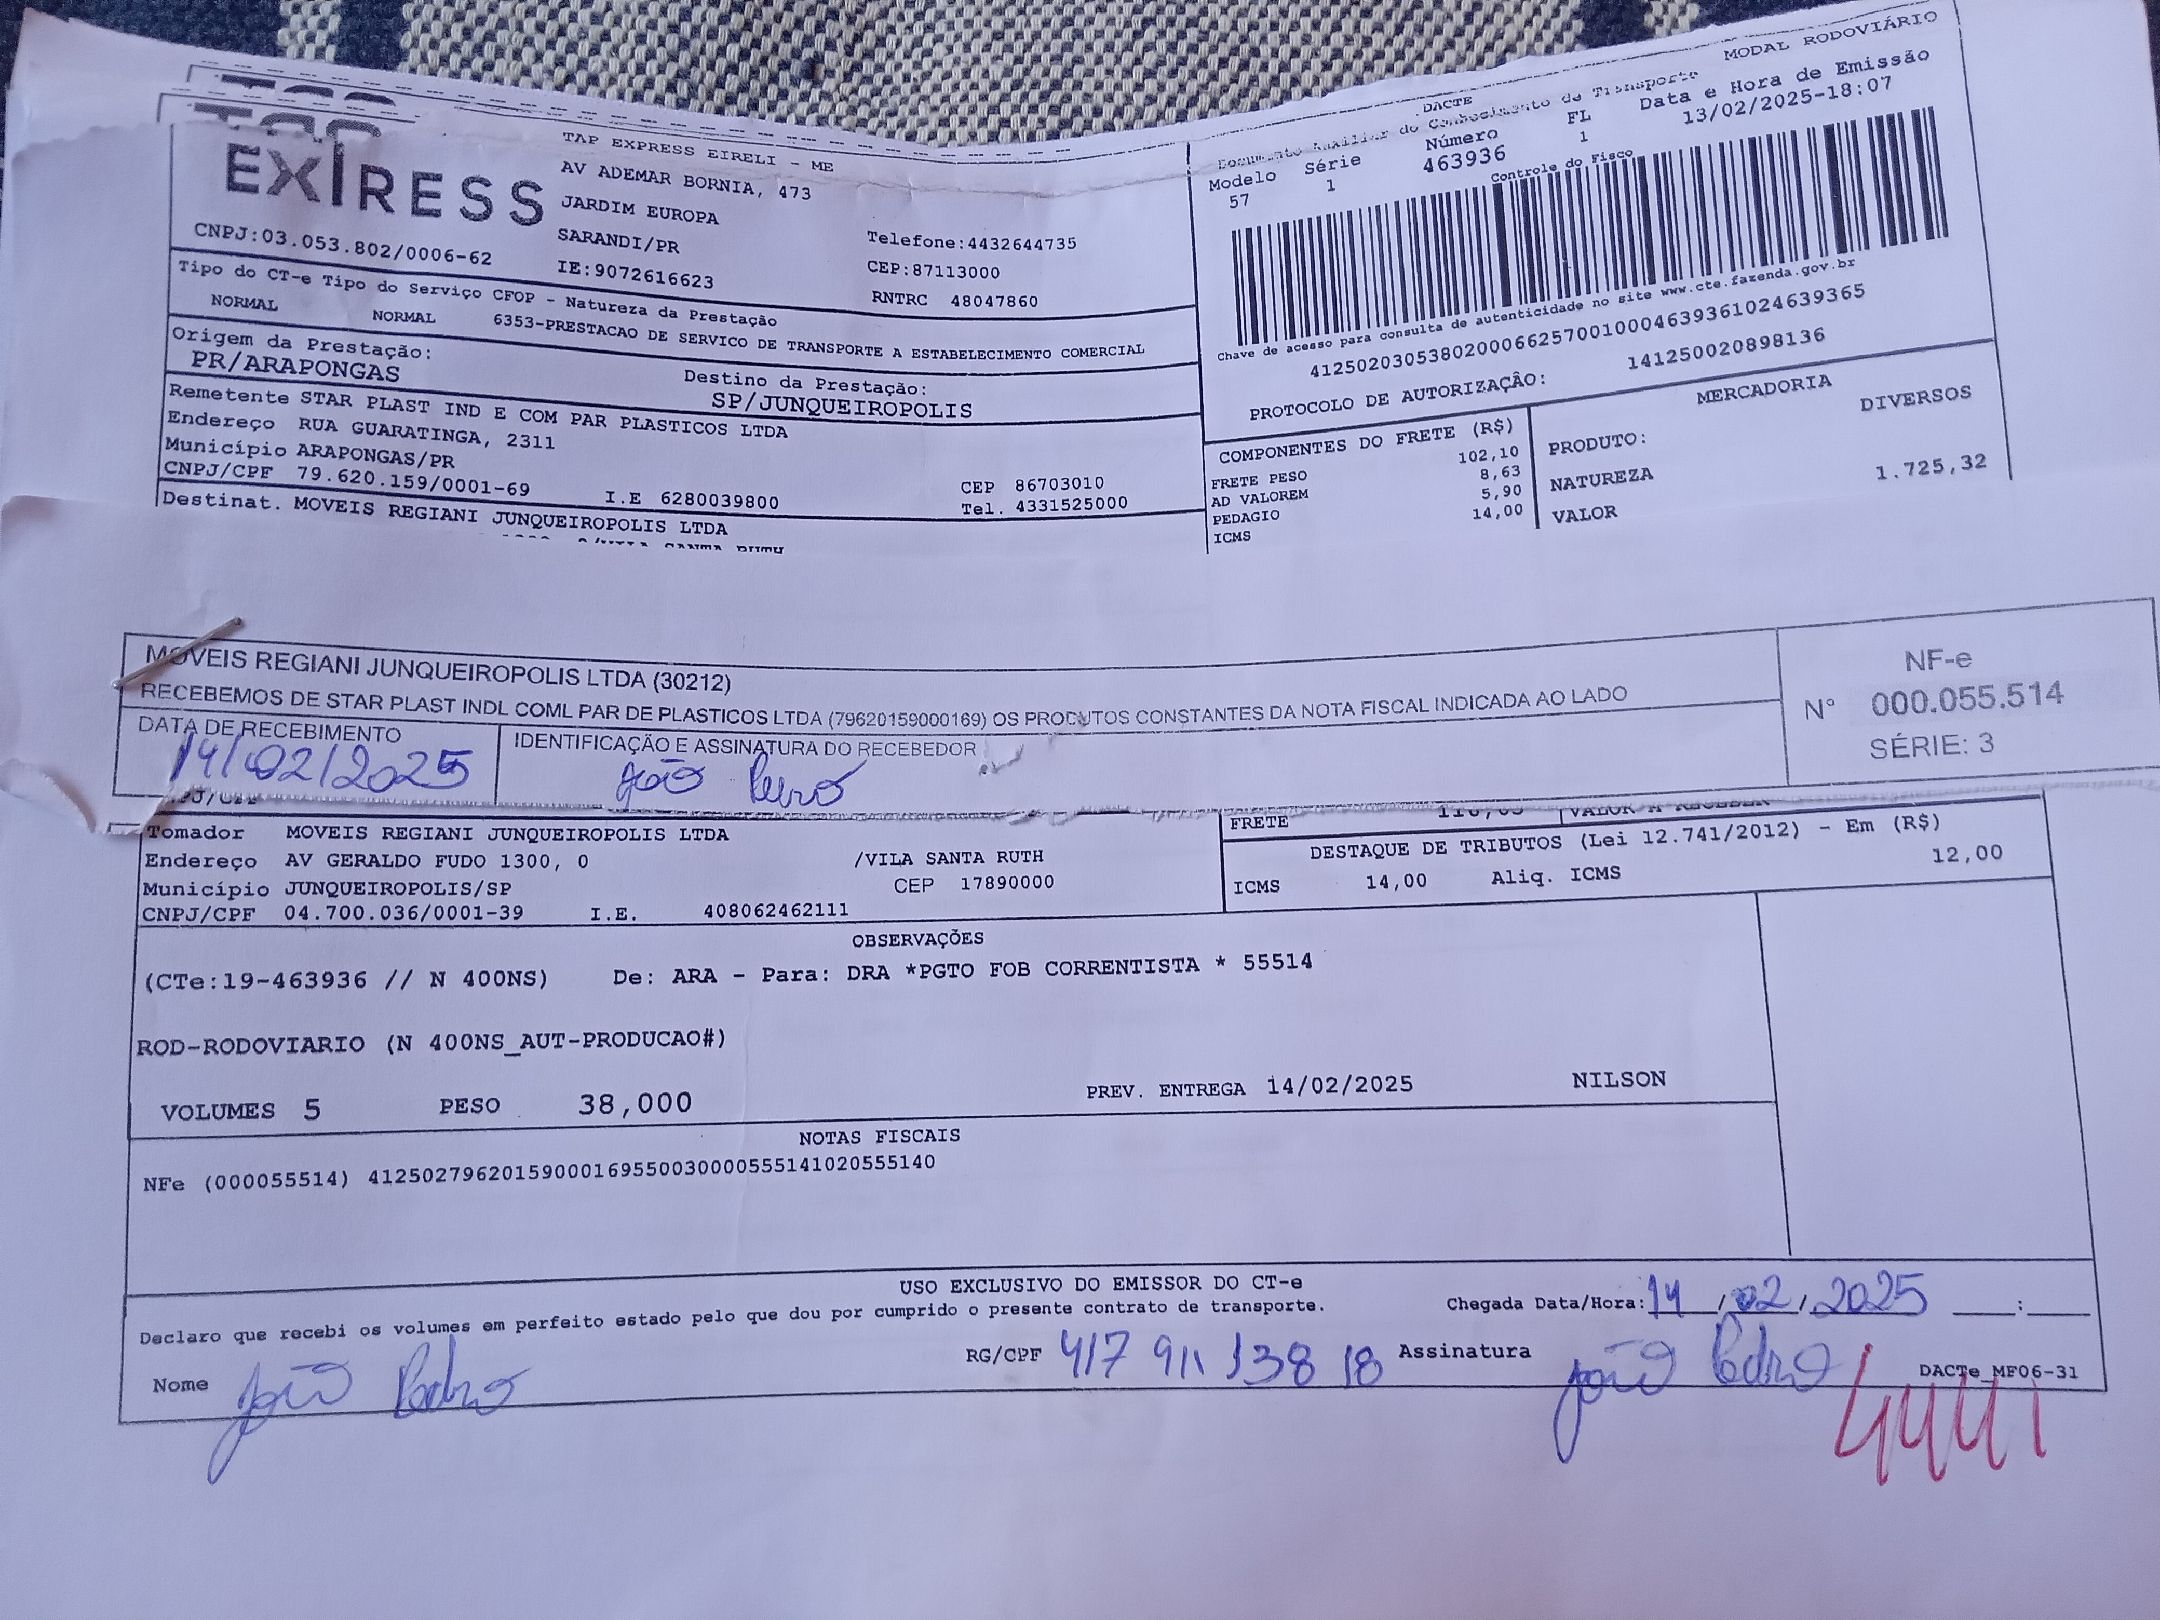 EXPRESS
TAP EXPRESS EIRELI - ME
AV ADEMAR BORNIA, 473
JARDIM EUROPA
SARANDI/PR
Telefone:4432644735
CNPJ:03.053.802/0006-62
IE:9072616623
CEP:87113000
RNTRC 48047860
Tipo do CT-e Tipo do Serviço CFOP - Natureza da Prestação
NORMAL NORMAL 6353-PRESTACAO DE SERVICO DE TRANSPORTE A ESTABELECIMENTO COMERCIAL
Origem da Prestação: Destino da Prestação:
PR/ARAPONGAS SP/JUNQUEIROPOLIS
Remetente STAR PLAST IND E COM PAR PLASTICOS LTDA
Endereço RUA GUARATINGA, 2311
Município ARAPONGAS/PR CEP 86703010
CNPJ/CPF 79.620.159/0001-69 I.E 6280039800 Tel. 4331525000
Destinat. MOVEIS REGIANI JUNQUEIROPOLIS LTDA
DACTE MODAL RODOVIÁRIO
Documento Auxiliar do Conhecimento de Transporte
Modelo Série Número FL Data e Hora de Emissão
57 1 463936 1 13/02/2025-18:07
Controle do Fisco
Chave de acesso para consulta de autenticidade no site www.cte.fazenda.gov.br
41250203053802000662570010004639361024639365
PROTOCOLO DE AUTORIZAÇÃO: 141250020898136
COMPONENTES DO FRETE (R$)
FRETE PESO 102,10
AD VALOREM 8,63
PEDAGIO 5,90
ICMS 14,00
MERCADORIA
PRODUTO: DIVERSOS
NATUREZA
VALOR 1.725,32
MOVEIS REGIANI JUNQUEIROPOLIS LTDA (30212)
RECEBEMOS DE STAR PLAST INDL COML PAR DE PLASTICOS LTDA (79620159000169) OS PRODUTOS CONSTANTES DA NOTA FISCAL INDICADA AO LADO
DATA DE RECEBIMENTO IDENTIFICAÇÃO E ASSINATURA DO RECEBEDOR
14/02/2025 João Pedro
NF-e
N° 000.055.514
SÉRIE: 3
Tomador MOVEIS REGIANI JUNQUEIROPOLIS LTDA
Endereço AV GERALDO FUDO 1300, 0 /VILA SANTA RUTH
Município JUNQUEIROPOLIS/SP CEP 17890000
CNPJ/CPF 04.700.036/0001-39 I.E. 408062462111
FRETE VALOR A RECEBER
DESTAQUE DE TRIBUTOS (Lei 12.741/2012) - Em (R$)
ICMS 14,00 Aliq. ICMS 12,00
OBSERVAÇÕES
(CTe:19-463936 // N 400NS) De: ARA - Para: DRA *PGTO FOB CORRENTISTA * 55514
ROD-RODOVIARIO (N 400NS_AUT-PRODUCAO#)
VOLUMES 5 PESO 38,000 PREV. ENTREGA 14/02/2025 NILSON
NOTAS FISCAIS
NFe (000055514) 41250279620159000169550030000555141020555140
USO EXCLUSIVO DO EMISSOR DO CT-e
Declaro que recebi os volumes em perfeito estado pelo que dou por cumprido o presente contrato de transporte. Chegada Data/Hora: 14/02/2025 ___:___
Nome João Pedro RG/CPF 417 911 138 18 Assinatura João Pedro
DACTe_MF06-31
4441